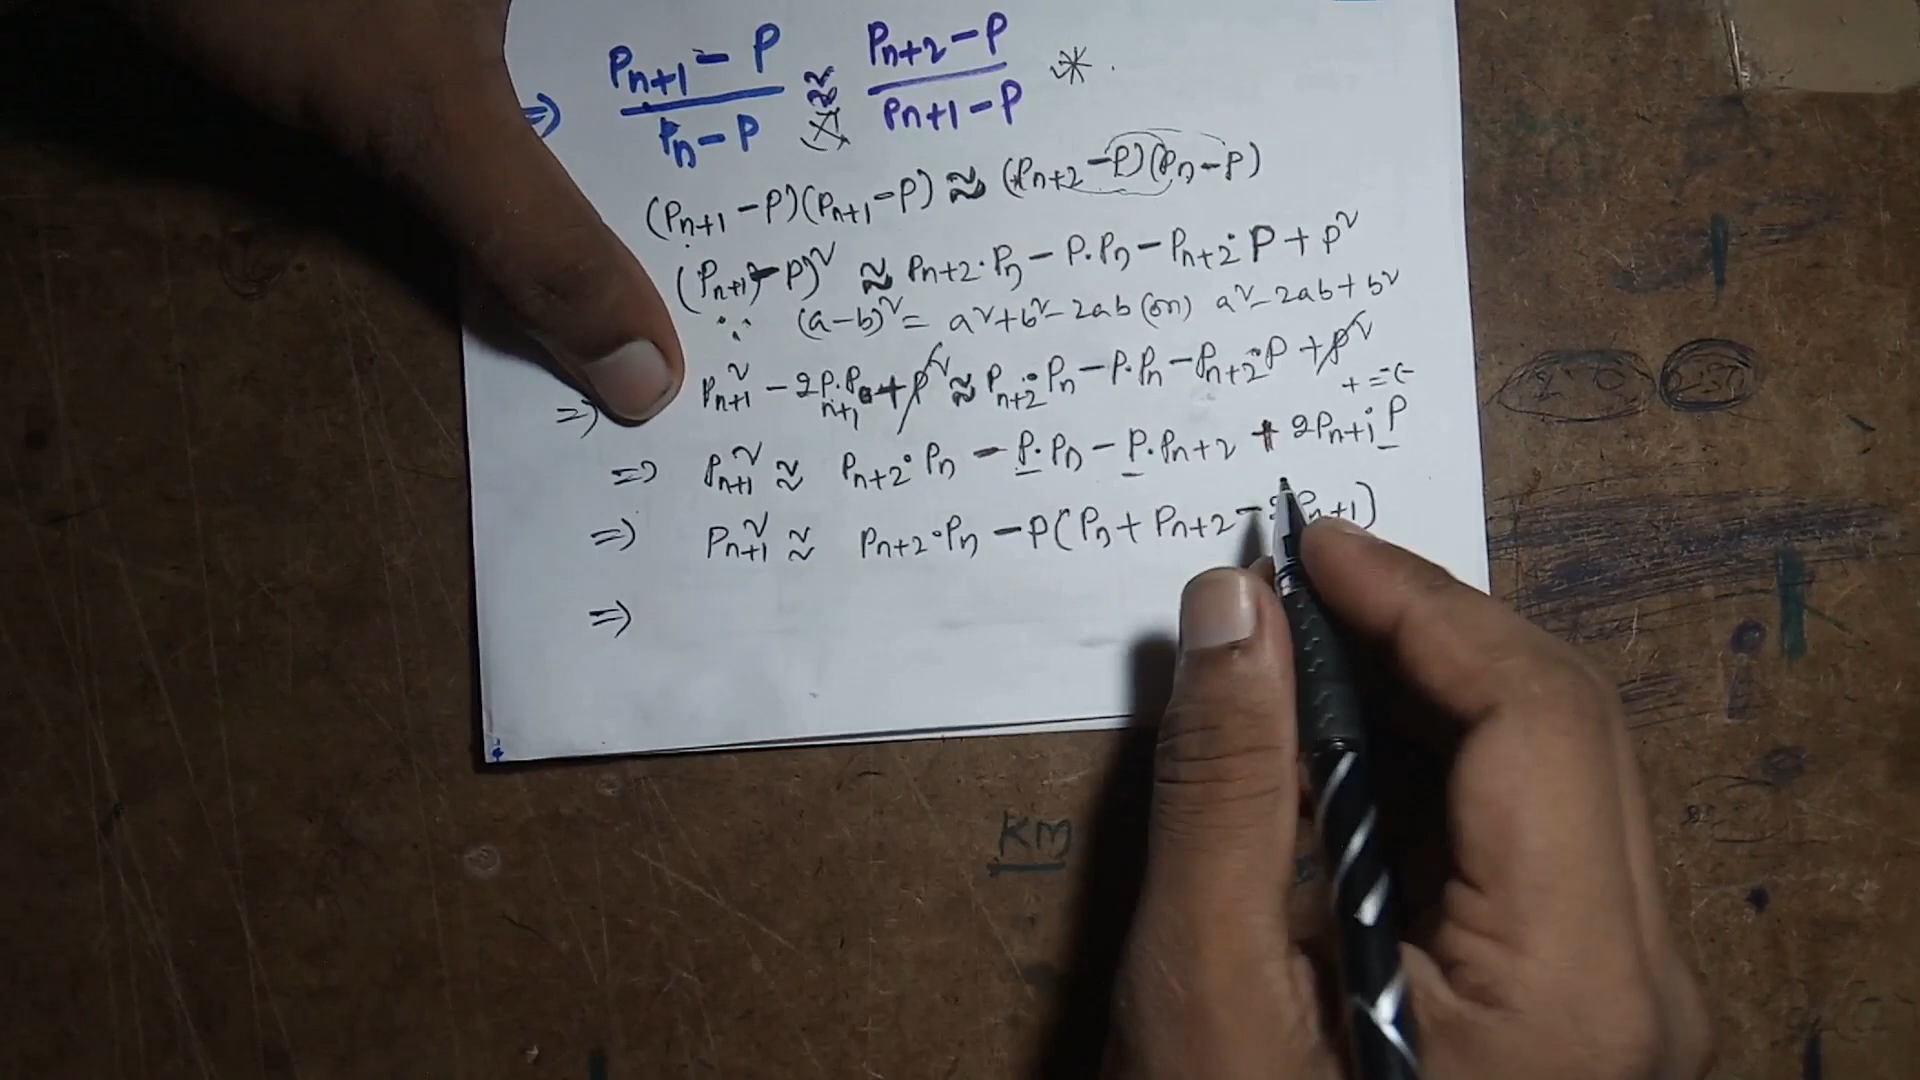 ⇒ Pn+1 - P / Pn - P ≈ Pn+2 - P / Pn+1 - P *
(Pn+1 - P)(Pn+1 - P) ≈ (Pn+2 - P)(Pn - P)
(Pn+1 - P)² ≈ Pn+2 · Pn - P · Pn - Pn+2 · P + P²
∵ (a - b)² = a² + b² - 2ab (or) a² - 2ab + b²
⇒ P²n+1 - 2P · Pn+1 + P² ≈ Pn+2 · Pn - P · Pn - Pn+2 · P + P²
+ = -
⇒ P²n+1 ≈ Pn+2 · Pn - P · Pn - P · Pn+2 + 2Pn+1 P
⇒ P²n+1 ≈ Pn+2 · Pn - P(Pn + Pn+2 - 2Pn+1)
⇒
KM